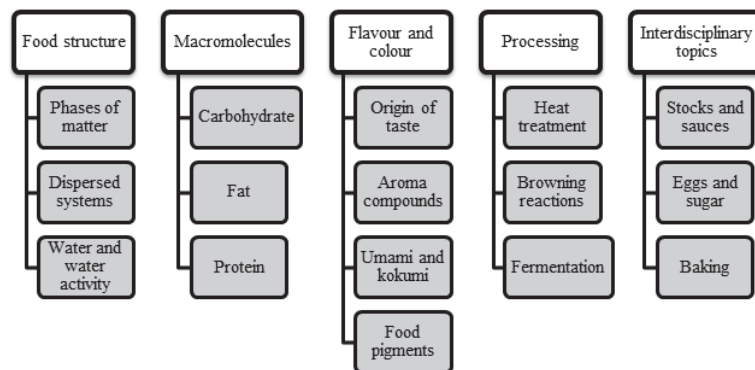 Food structure
Phases of
matter
Dispersed
systems
Water and
water
activity
Macromolecules
Carbohydrate
Fat
Protein
Flavour and
colour
Origin of
taste
Aroma
compounds
Umami and
kokumi
Food
pigments
Processing
Heat
treatment
Browning
reactions
Fermentation
Interdisciplinary
topics
Stocks and
sauces
Eggs and
sugar
Baking